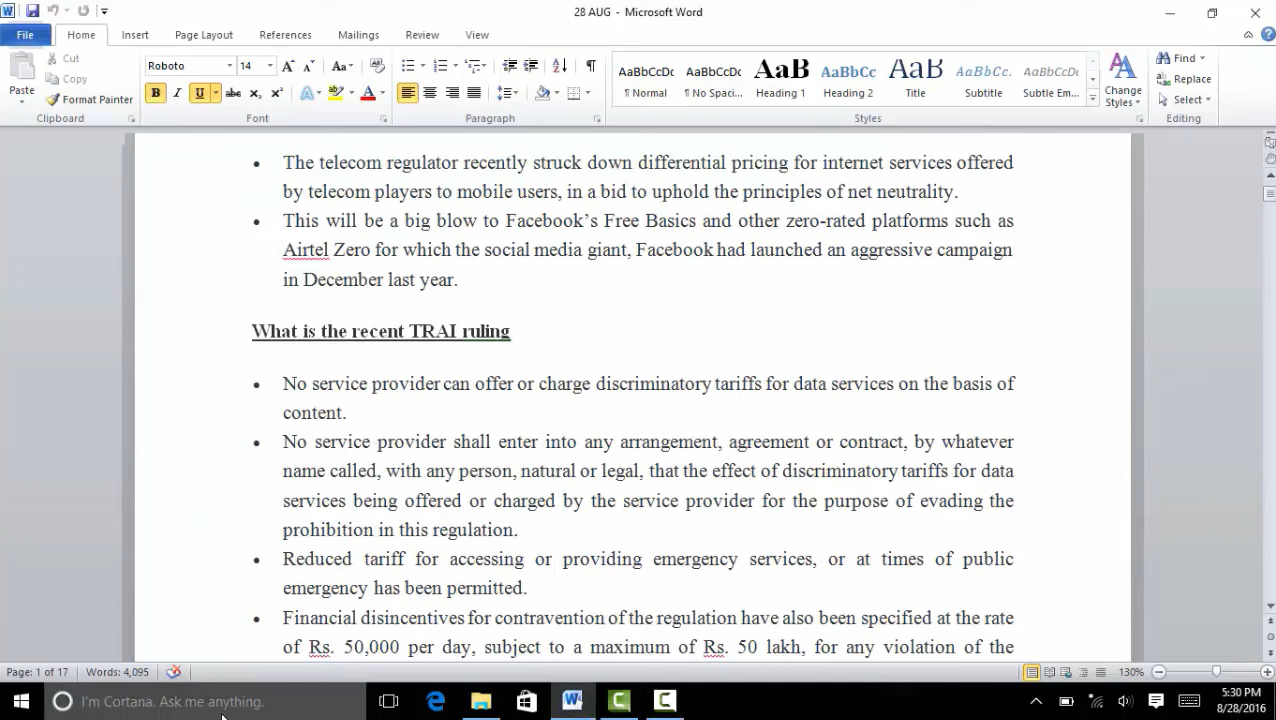 28 AUG - Microsoft Word
File Home Insert Page Layout References Mailings Review View
Paste
Cut
Copy
Format Painter
Clipboard
Roboto 14
Font
Paragraph
AaBbCcDc AaBbCcDc AaB AaBbCc AaB AaBbCcD AaBbCcDc
¶ Normal ¶ No Spaci... Heading 1 Heading 2 Title Subtitle Subtle Em...
Change Styles
Styles
Find
Replace
Select
Editing
• The telecom regulator recently struck down differential pricing for internet services offered
by telecom players to mobile users, in a bid to uphold the principles of net neutrality.
• This will be a big blow to Facebook's Free Basics and other zero-rated platforms such as
Airtel Zero for which the social media giant, Facebook had launched an aggressive campaign
in December last year.
What is the recent TRAI ruling
• No service provider can offer or charge discriminatory tariffs for data services on the basis of
content.
• No service provider shall enter into any arrangement, agreement or contract, by whatever
name called, with any person, natural or legal, that the effect of discriminatory tariffs for data
services being offered or charged by the service provider for the purpose of evading the
prohibition in this regulation.
• Reduced tariff for accessing or providing emergency services, or at times of public
emergency has been permitted.
• Financial disincentives for contravention of the regulation have also been specified at the rate
of Rs. 50,000 per day, subject to a maximum of Rs. 50 lakh, for any violation of the
Page: 1 of 17 Words: 4,095 130%
I'm Cortana. Ask me anything.
5:30 PM
8/28/2016